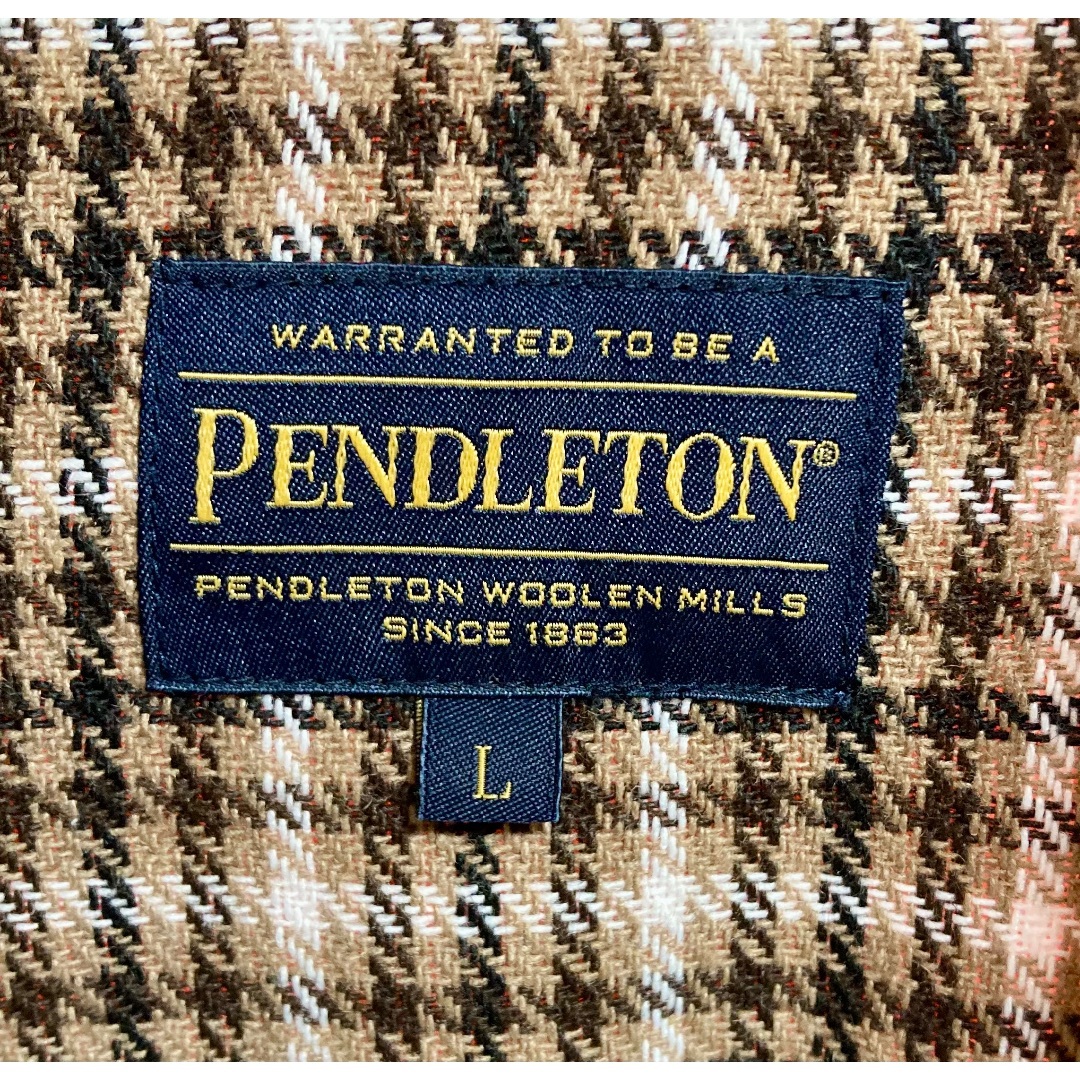 WARRANTED TO BE A
PENDLETON®
PENDLETON WOOLEN MILLS
SINCE 1863
L